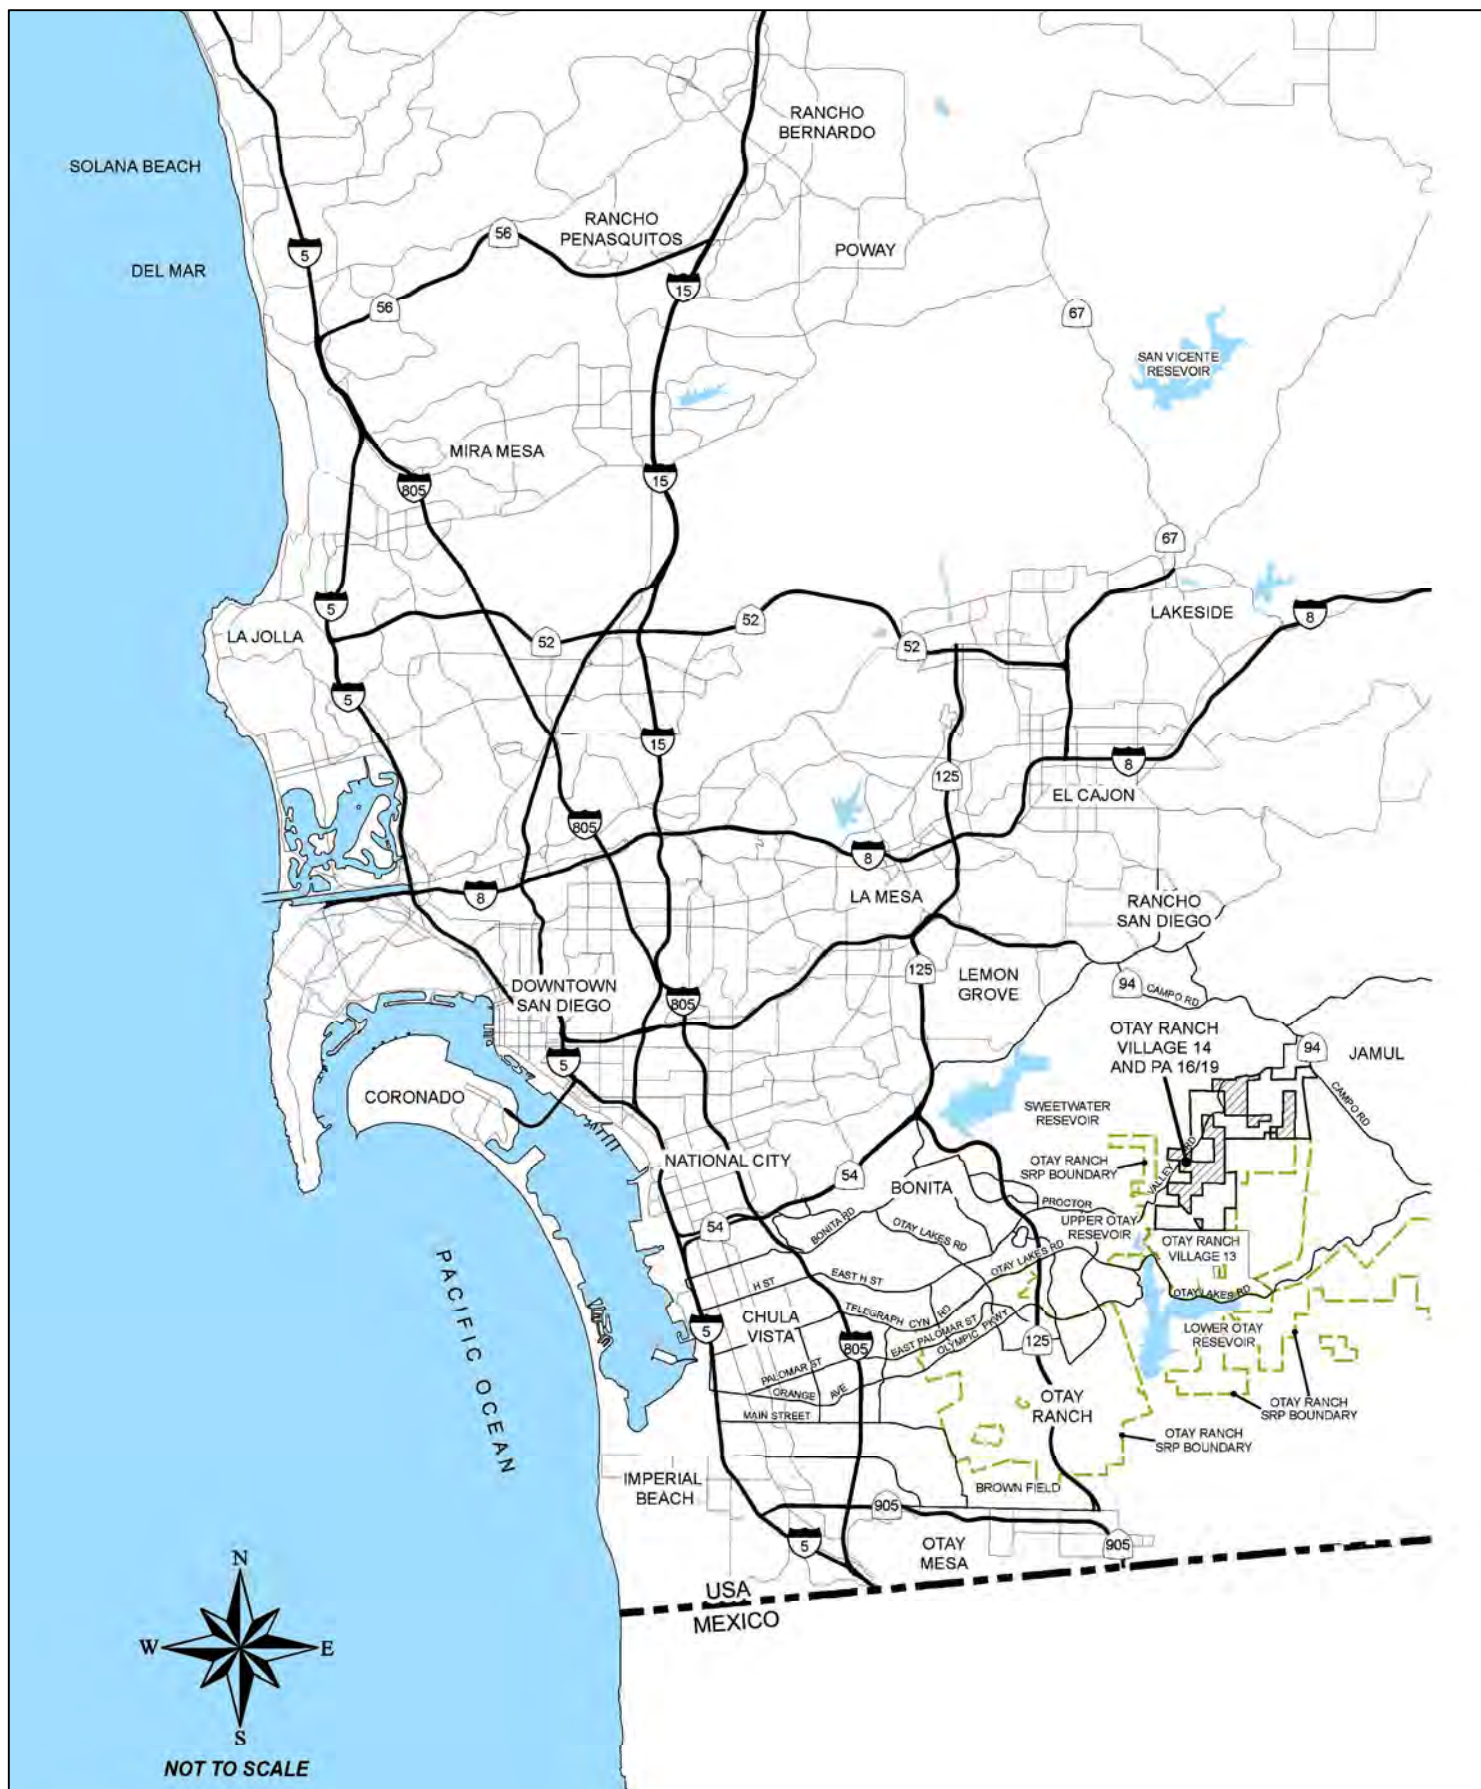 RANCHO
BERNARDO
SOLANA BEACH
RANCHO
PENASQUITOS
56
5
POWAY
DEL MAR
15
56
67
SAN VICENTE
RESEVOIR
MIRA MESA
15
805
67
5
LAKESIDE
8
LA JOLLA
52
52
52
5
15
125
8
EL CAJON
805
8
8
LA MESA
RANCHO
SAN DIEGO
125
LEMON
GROVE
94
CAMPO RD
DOWNTOWN
SAN DIEGO
805
OTAY RANCH
VILLAGE 14
AND PA 16/19
94
JAMUL
5
CORONADO
SWEETWATER
RESEVOIR
CAMPO RD
NATIONAL CITY
54
OTAY RANCH
SRP BOUNDARY
VALLEY
RD
BONITA
PROCTOR
54
BONITA RD
OTAY LAKES RD
UPPER OTAY
RESEVOIR
OTAY RANCH
VILLAGE 13
PACIFIC OCEAN
H ST
EAST H ST
OTAY LAKES RD
OTAY LAKES RD
CHULA
VISTA
TELEGRAPH CYN
RD
5
805
EAST PALOMAR ST
OLYMPIC PKWY
125
LOWER OTAY
RESEVOIR
PALOMAR ST
ORANGE AVE
MAIN STREET
OTAY
RANCH
OTAY RANCH
SRP BOUNDARY
OTAY RANCH
SRP BOUNDARY
IMPERIAL
BEACH
BROWN FIELD
905
5
OTAY
MESA
905
USA
MEXICO
N
W
E
S
NOT TO SCALE